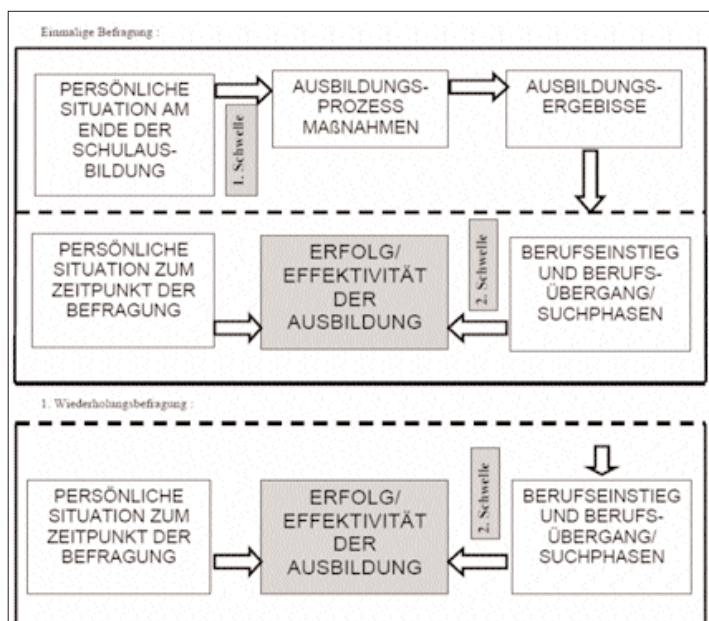 Einmalige Befragung :
PERSÖNLICHE
SITUATION AM
ENDE DER
SCHULAUS-
BILDUNG
1. Schwelle
AUSBILDUNGS-
PROZESS
MAßNAHMEN
AUSBILDUNGS-
ERGEBISSE
PERSÖNLICHE
SITUATION ZUM
ZEITPUNKT DER
BEFRAGUNG
ERFOLG/
EFFEKTIVITÄT
DER
AUSBILDUNG
2. Schwelle
BERUFSEINSTIEG
UND BERUFS-
ÜBERGANG/
SUCHPHASEN
1. Wiederholungsbefragung :
PERSÖNLICHE
SITUATION ZUM
ZEITPUNKT DER
BEFRAGUNG
ERFOLG/
EFFEKTIVITÄT
DER
AUSBILDUNG
2. Schwelle
BERUFSEINSTIEG
UND BERUFS-
ÜBERGANG/
SUCHPHASEN